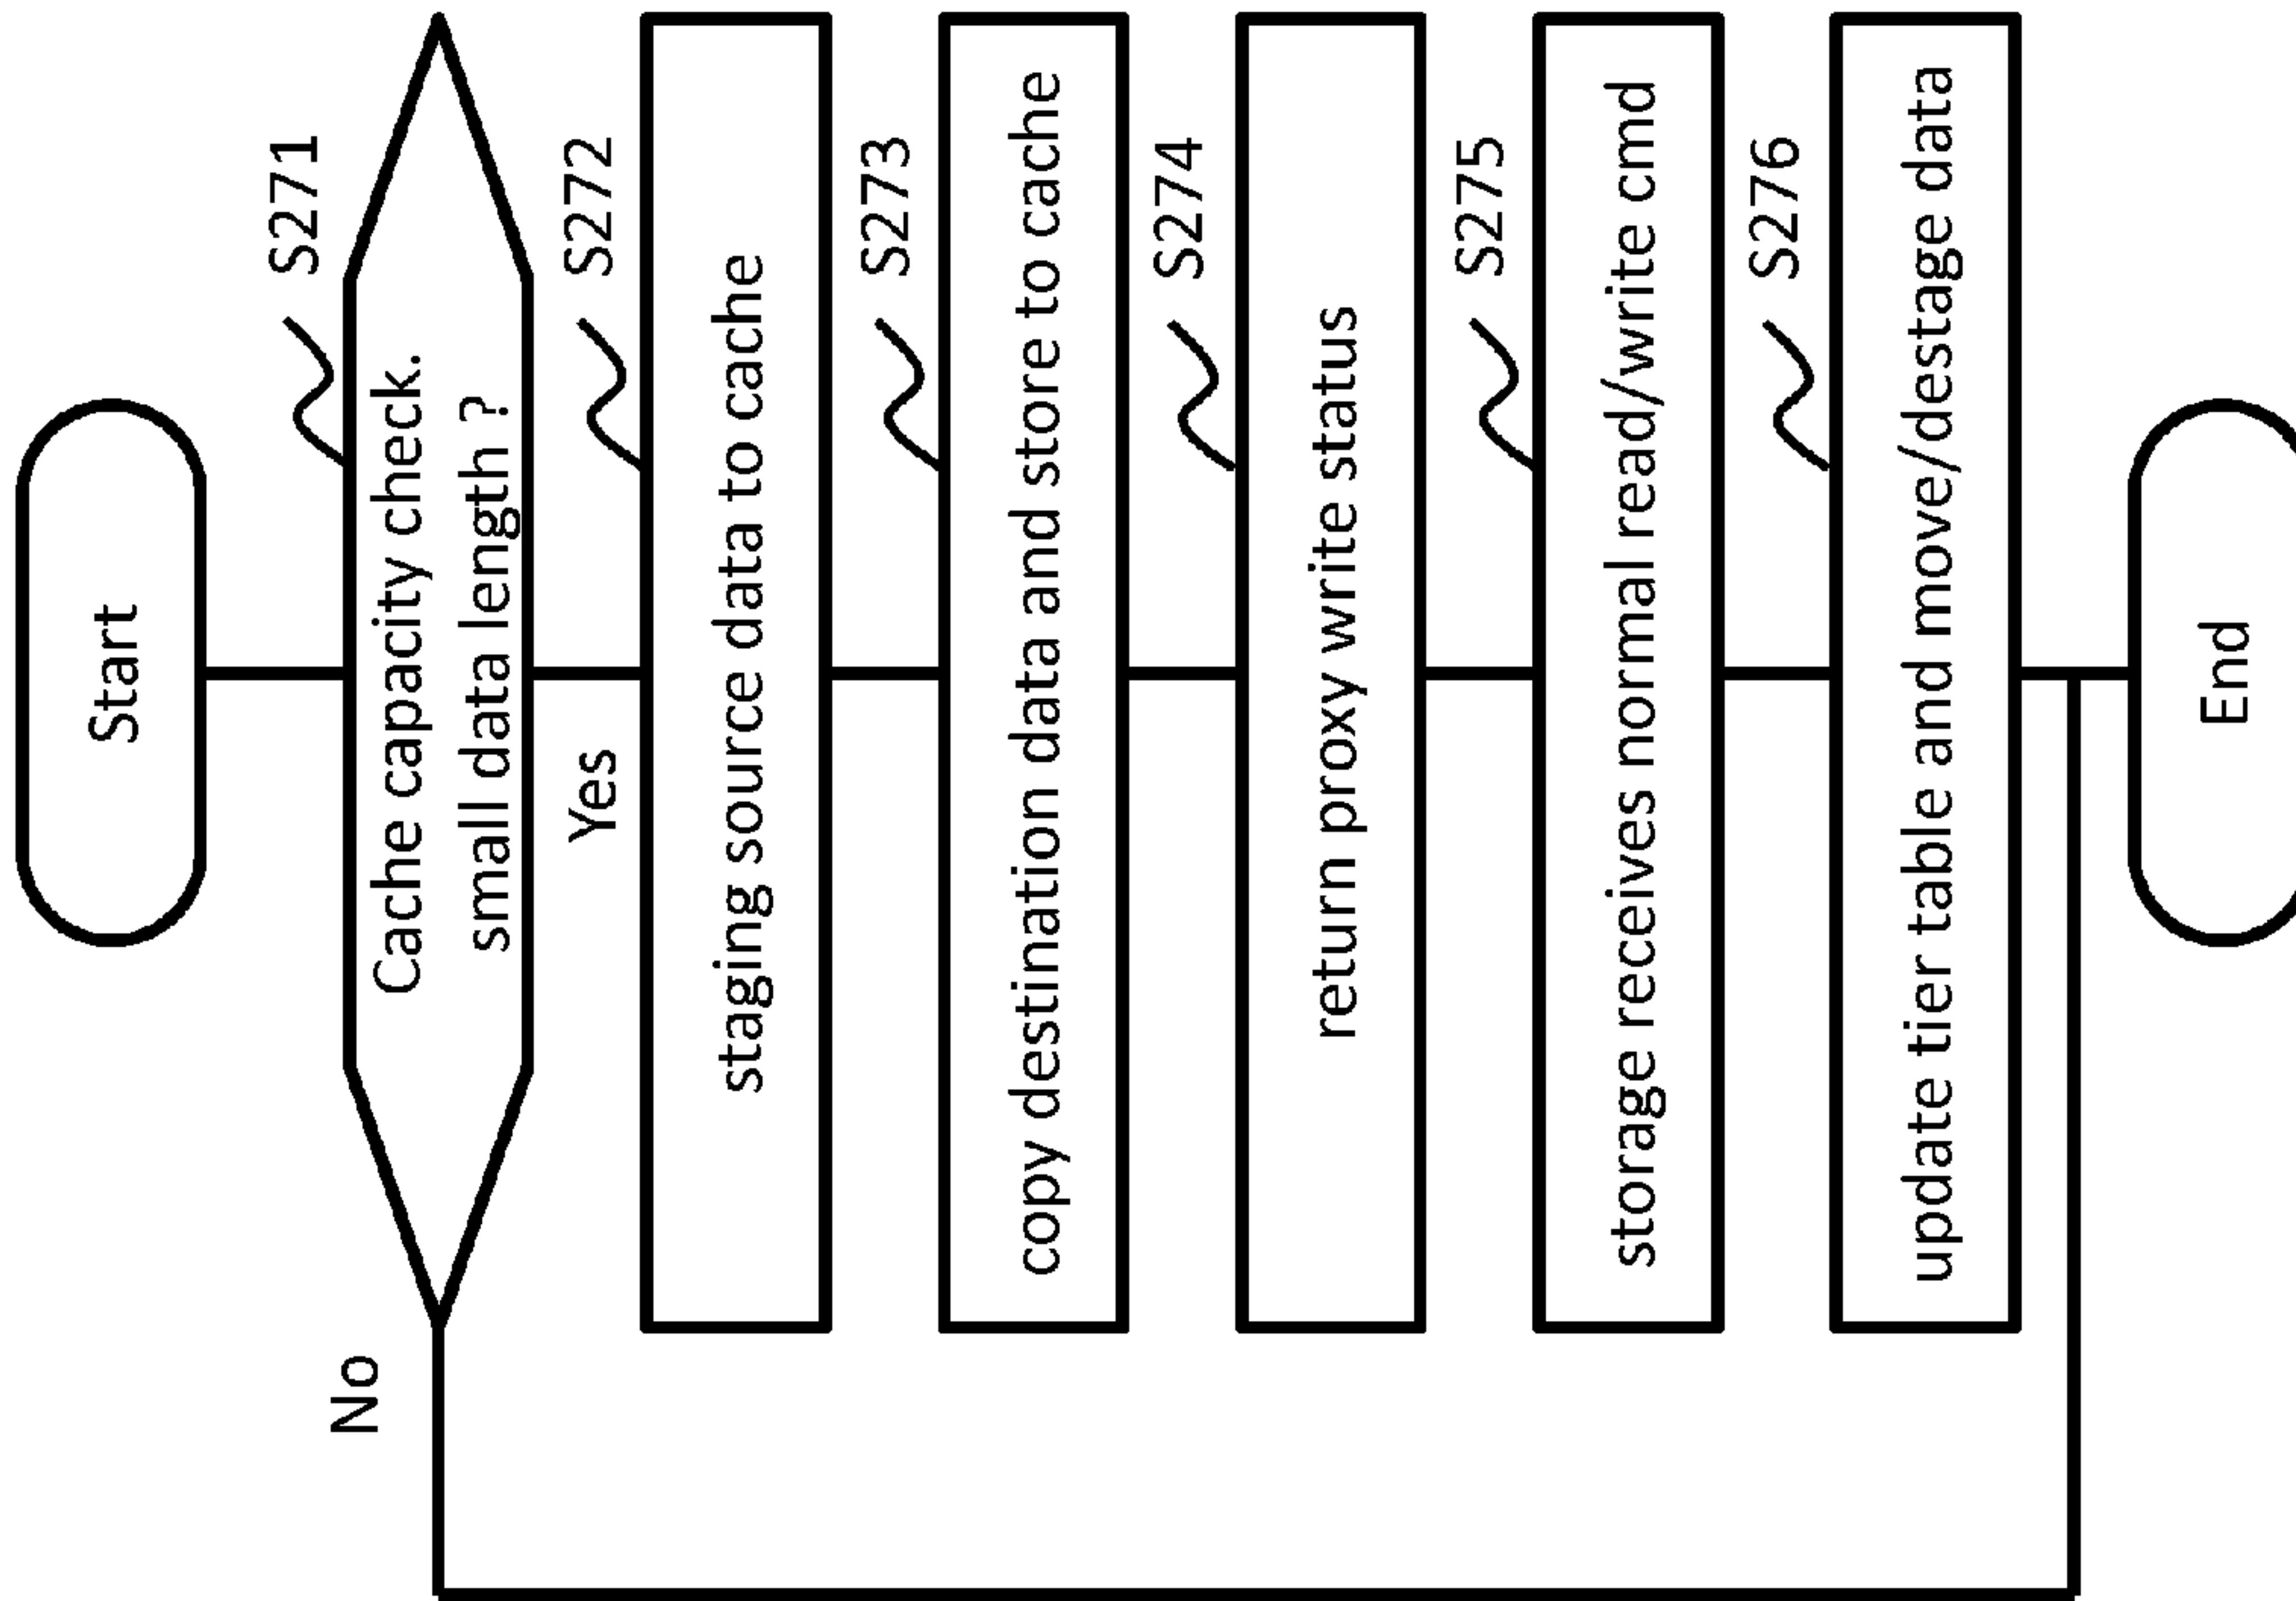 Start
S271
Cache capacity check.
small data length ?
No
Yes
S272
staging source data to cache
S273
copy destination data and store to cache
S274
return proxy write status
S275
storage receives normal read/write cmd
S276
update tier table and move/destage data
End